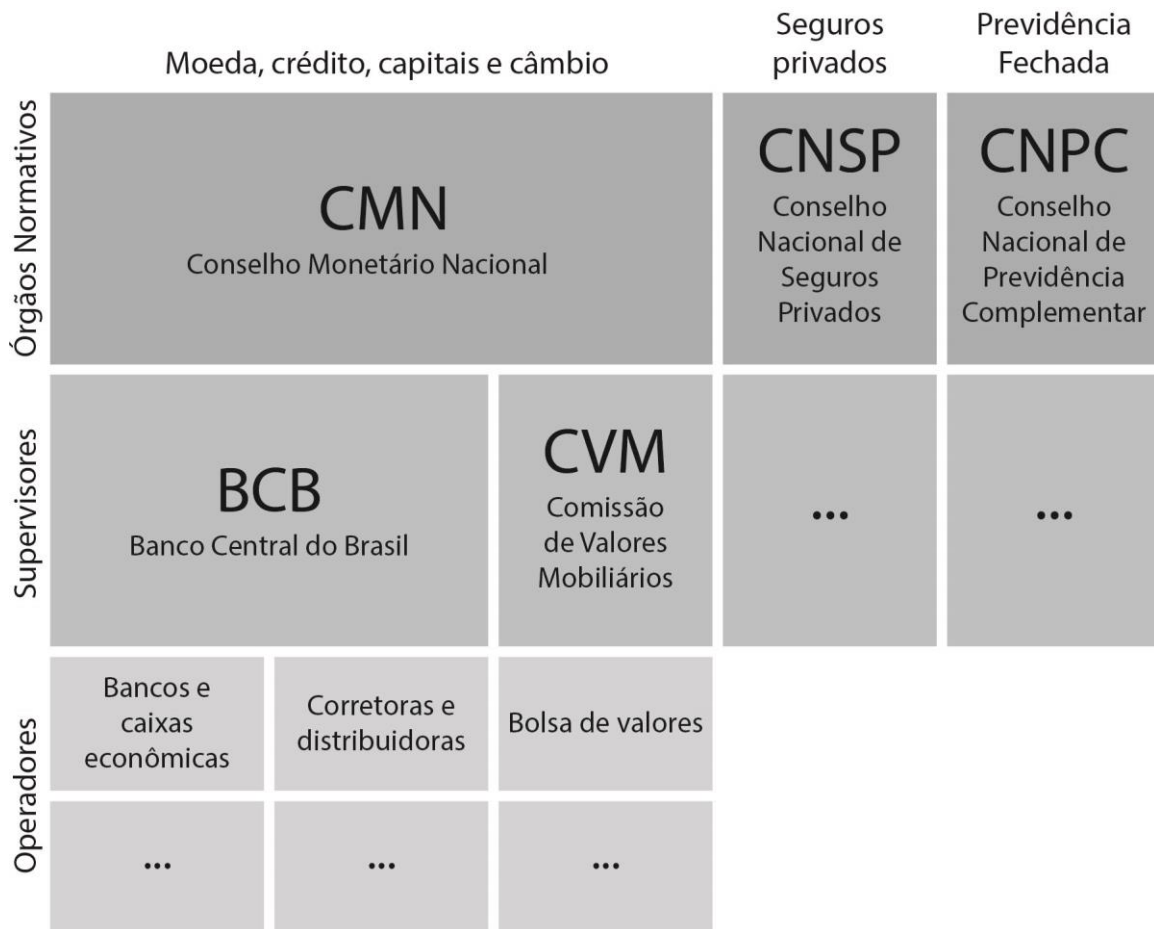 Moeda, crédito, capitais e câmbio
Seguros
privados
Previdência
Fechada
Órgãos Normativos
CMN
Conselho Monetário Nacional
CNSP
Conselho
Nacional de
Seguros
Privados
CNPC
Conselho
Nacional de
Previdência
Complementar
Supervisores
BCB
Banco Central do Brasil
CVM
Comissão
de Valores
Mobiliários
...
...
Operadores
Bancos e
caixas
econômicas
Corretoras e
distribuidoras
Bolsa de valores
...
...
...